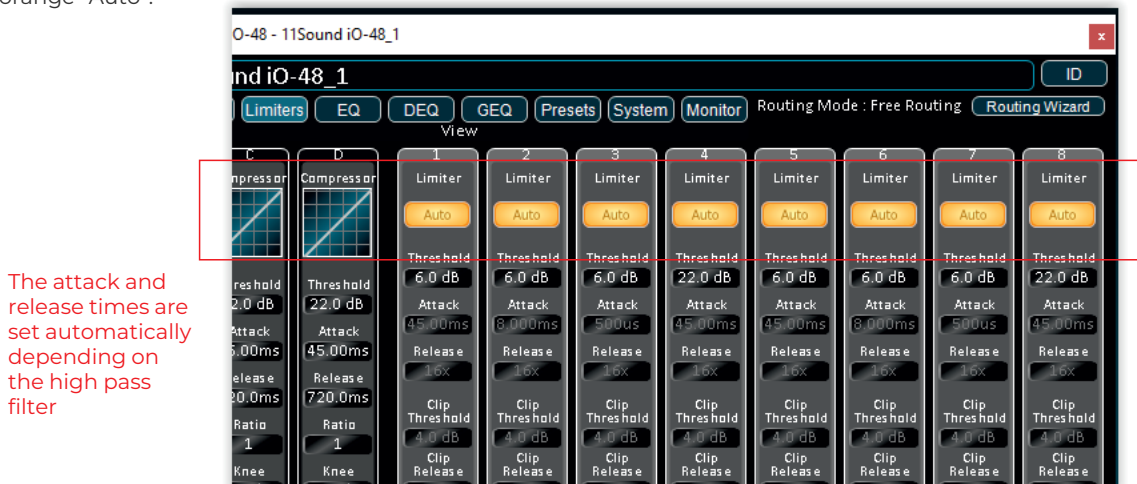 orange "Auto".
O-48 - 11Sound iO-48_1
x
nd iO-48_1
ID
Limiters EQ DEQ GEQ Presets System Monitor Routing Mode : Free Routing Routing Wizard
View
C D 1 2 3 4 5 6 7 8
mpressor Compressor Limiter Limiter Limiter Limiter Limiter Limiter Limiter Limiter
Auto Auto Auto Auto Auto Auto Auto Auto
Threshold Threshold Threshold Threshold Threshold Threshold Threshold Threshold
6.0 dB 6.0 dB 6.0 dB 22.0 dB 6.0 dB 6.0 dB 6.0 dB 22.0 dB
reshold Threshold
2.0 dB 22.0 dB
Attack Attack Attack Attack Attack Attack Attack Attack
45.00ms 8.000ms 500us 45.00ms 45.00ms 8.000ms 500us 45.00ms
Attack Attack
5.00ms 45.00ms
Release Release Release Release Release Release Release Release
16x 16x 16x 16x 16x 16x 16x 16x
elease Release
20.0ms 720.0ms
Clip Clip Clip Clip Clip Clip Clip Clip
Threshold Threshold Threshold Threshold Threshold Threshold Threshold Threshold
4.0 dB 4.0 dB 4.0 dB 4.0 dB 4.0 dB 4.0 dB 4.0 dB 4.0 dB
Ratio Ratio
1 1
Clip Clip Clip Clip Clip Clip Clip Clip
Release Release Release Release Release Release Release Release
Knee Knee
The attack and
release times are
set automatically
depending on
the high pass
filter